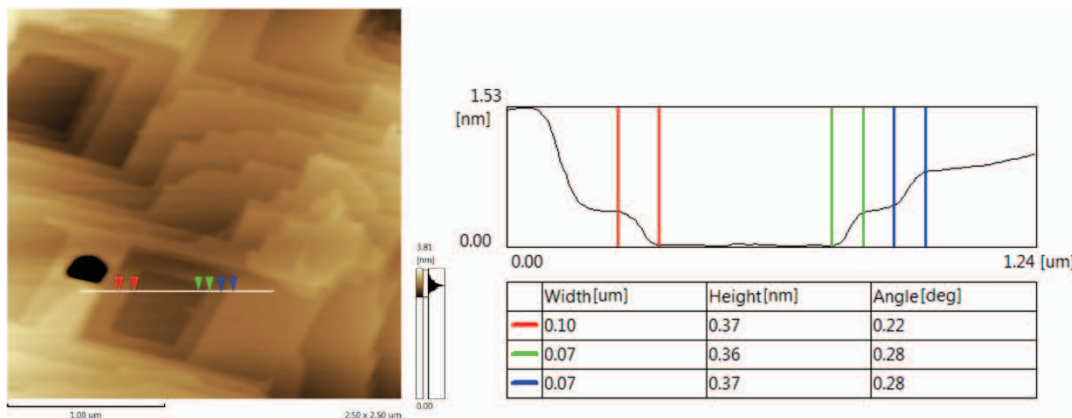 1.53
[nm]
0.00
0.00 1.24 [um]
3.81
[nm]
0.00
1.00 um 2.50 x 2.50 um
Width[um] Height[nm] Angle[deg]
0.10 0.37 0.22
0.07 0.36 0.28
0.07 0.37 0.28